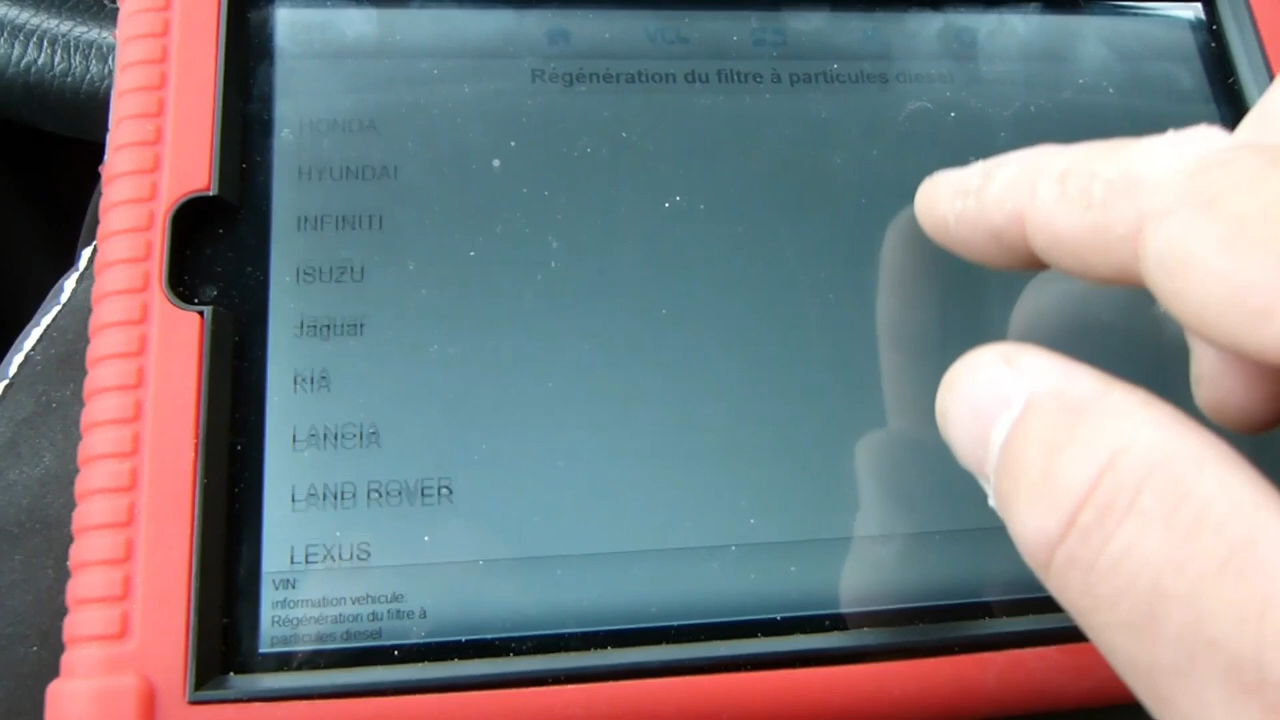 Régénération du filtre à particules diesel
HONDA
HYUNDAI
INFINITI
ISUZU
Jaguar
KIA
LANCIA
LAND ROVER
LEXUS
VIN:
information vehicule.
Régénération du filtre à
particules diesel